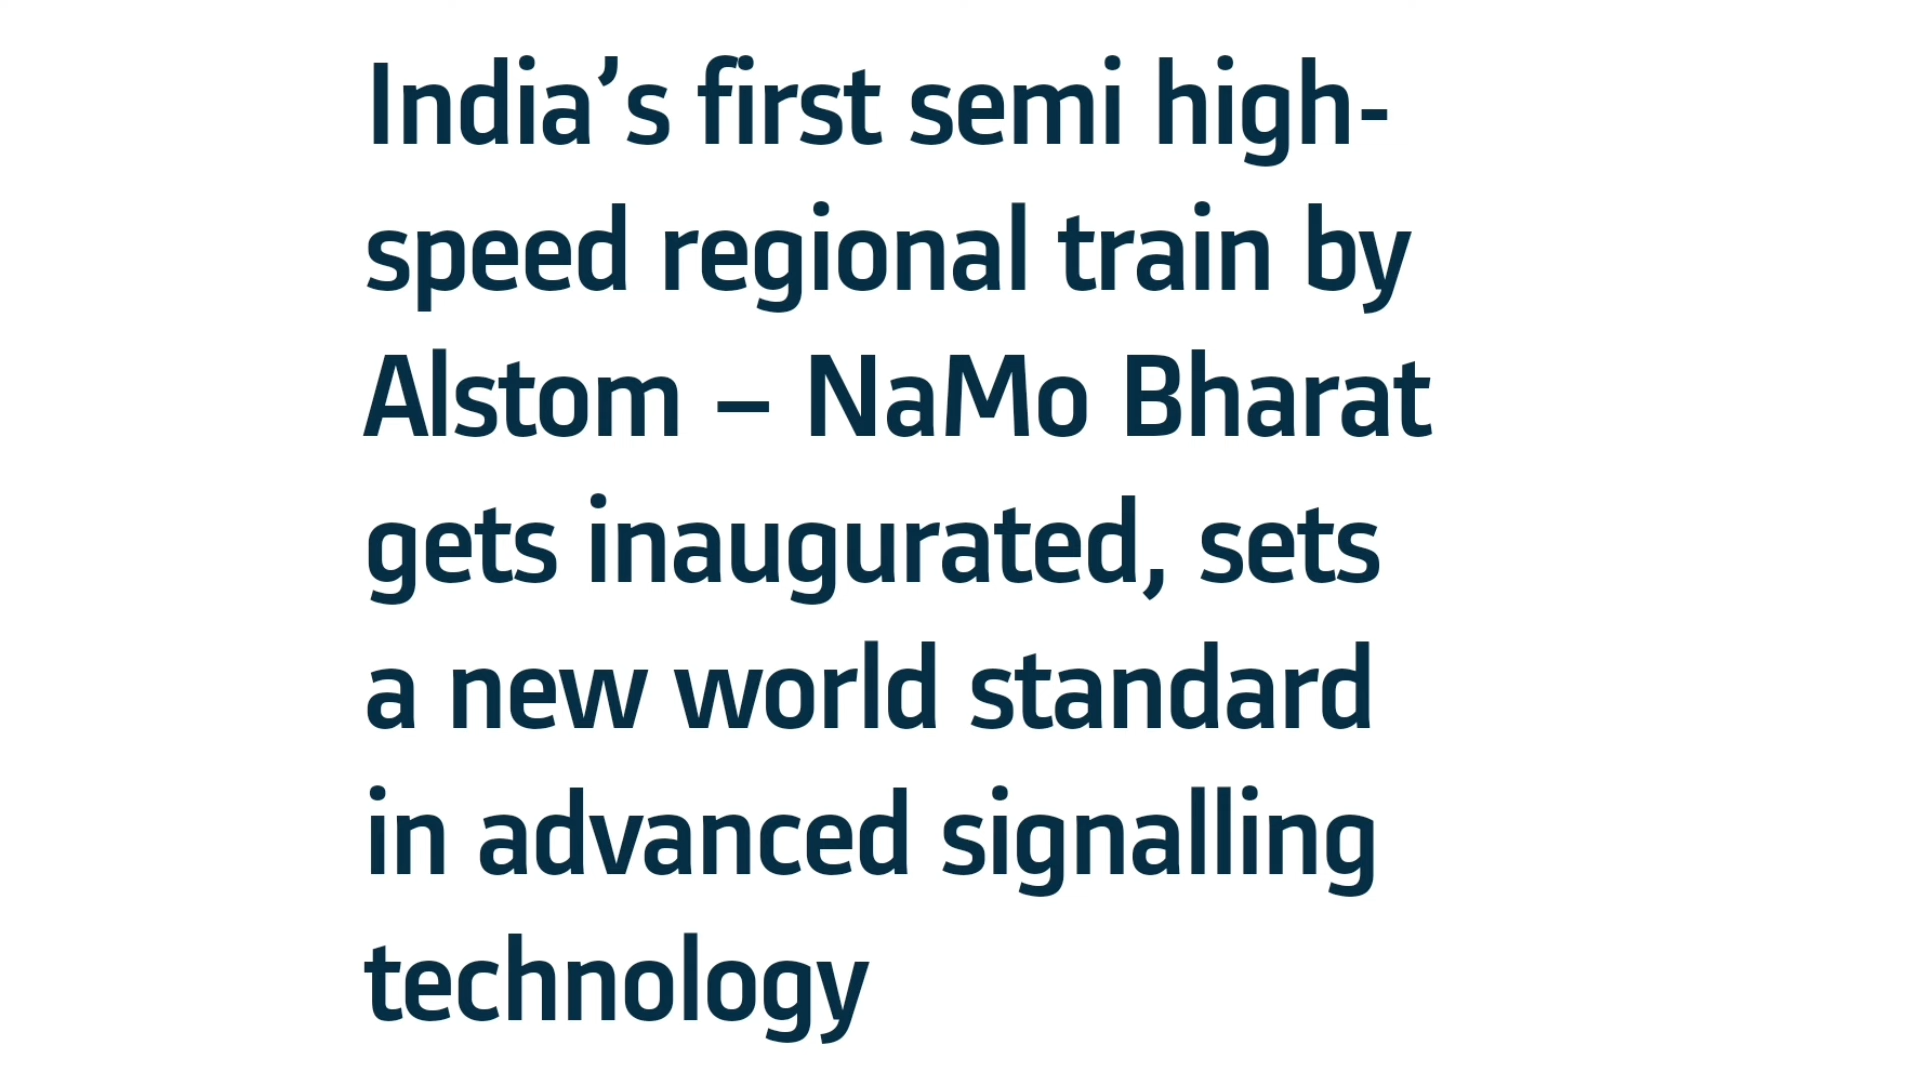 India’s first semi high-
speed regional train by
Alstom – NaMo Bharat
gets inaugurated, sets
a new world standard
in advanced signalling
technology